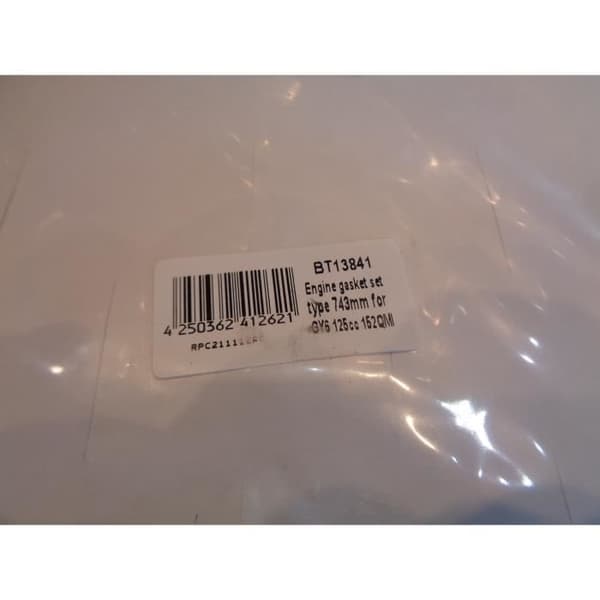 BT13841
Engine gasket set
type 743mm for
GY6 125cc 152QMI
4 250362 412621